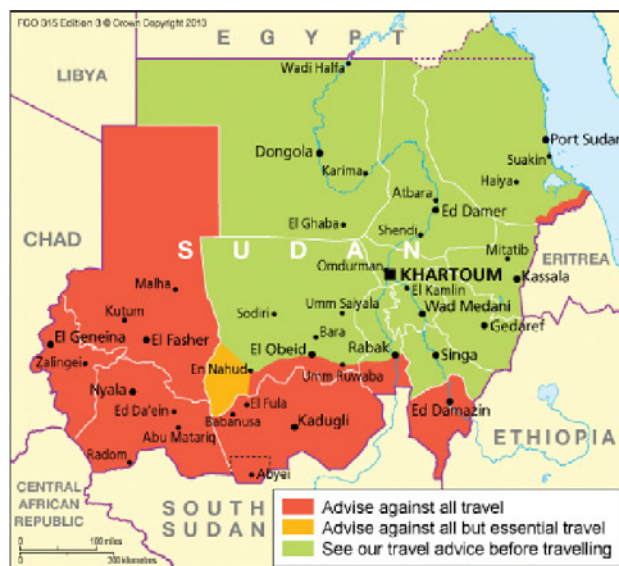 FCO 315 Edition 3 © Crown Copyright 2013
EGYPT
LIBYA
Wadi Halfa
Dongola
Karima
Port Sudan
Suakin
Haiya
Atbara
Ed Damer
El Ghaba
Shendi
CHAD
SUDAN
Omdurman
KHARTOUM
Mitatib
ERITREA
Kassala
El Kamlin
Malha
Sodiri
Umm Saiyala
Wad Medani
Kutum
Bara
Gedaref
El Geneina
El Fasher
El Obeid
Rabak
Singa
Zalingei
En Nahud
Umm Ruwaba
Nyala
El Fula
Ed Damazin
Ed Da'ein
Babanusa
Kadugli
Abu Matariq
ETHIOPIA
Radom
Abyei
CENTRAL
AFRICAN
REPUBLIC
SOUTH
SUDAN
100 miles
200 kilometres
Advise against all travel
Advise against all but essential travel
See our travel advice before travelling